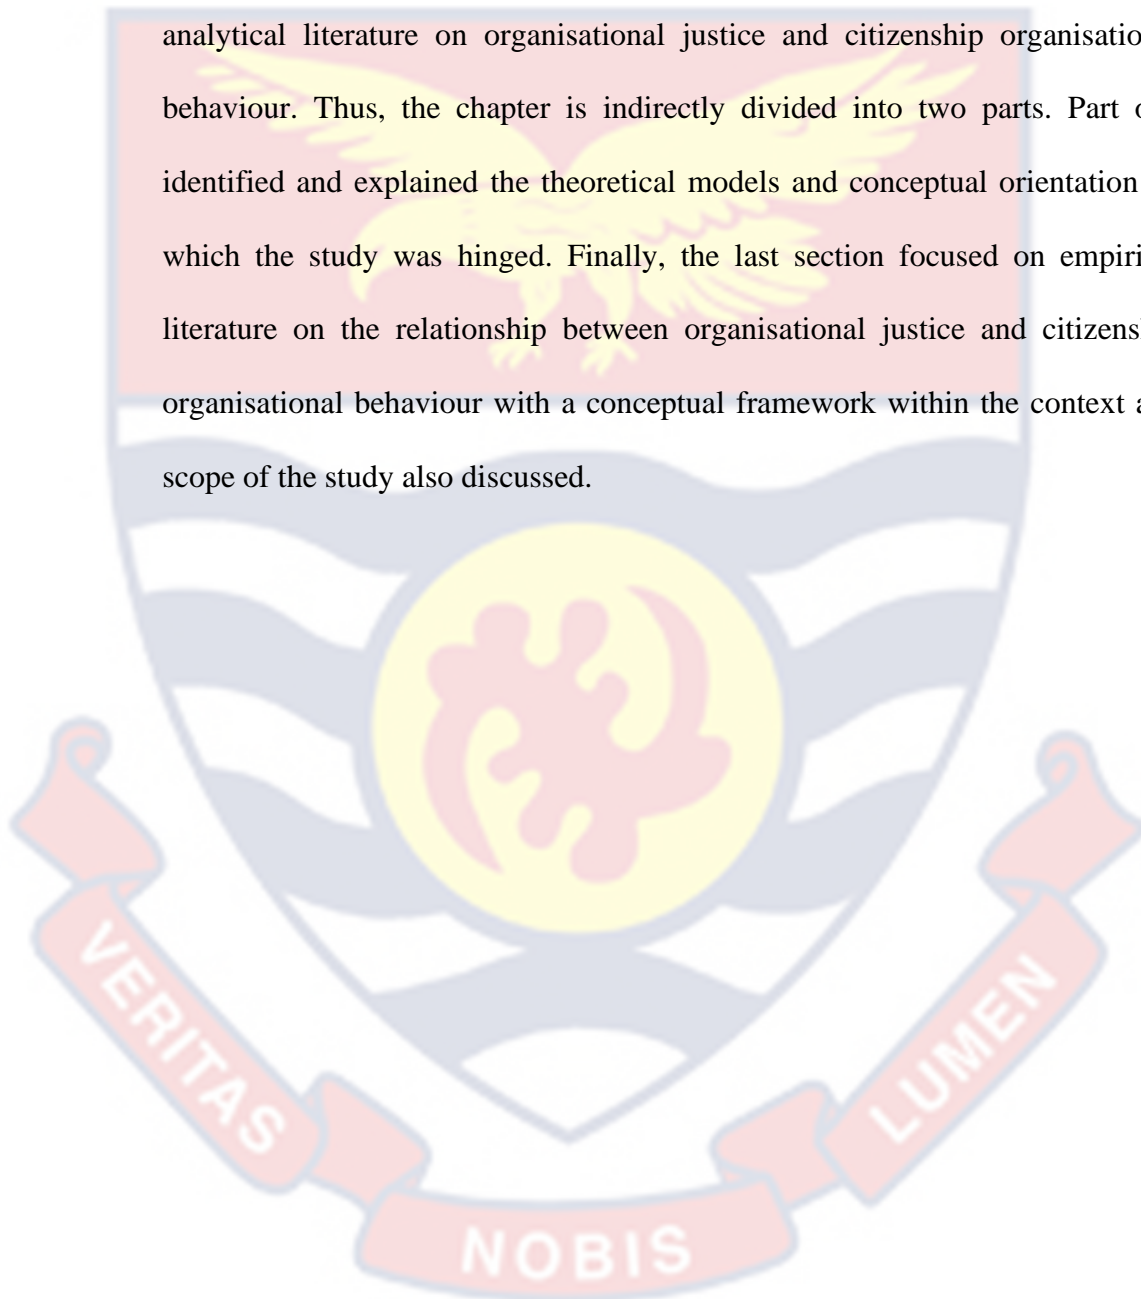 analytical literature on organisational justice and citizenship organisatio
behaviour. Thus, the chapter is indirectly divided into two parts. Part o
identified and explained the theoretical models and conceptual orientation
which the study was hinged. Finally, the last section focused on empiri
literature on the relationship between organisational justice and citizens
organisational behaviour with a conceptual framework within the context a
scope of the study also discussed.
VERITAS
NOBIS
LUMEN